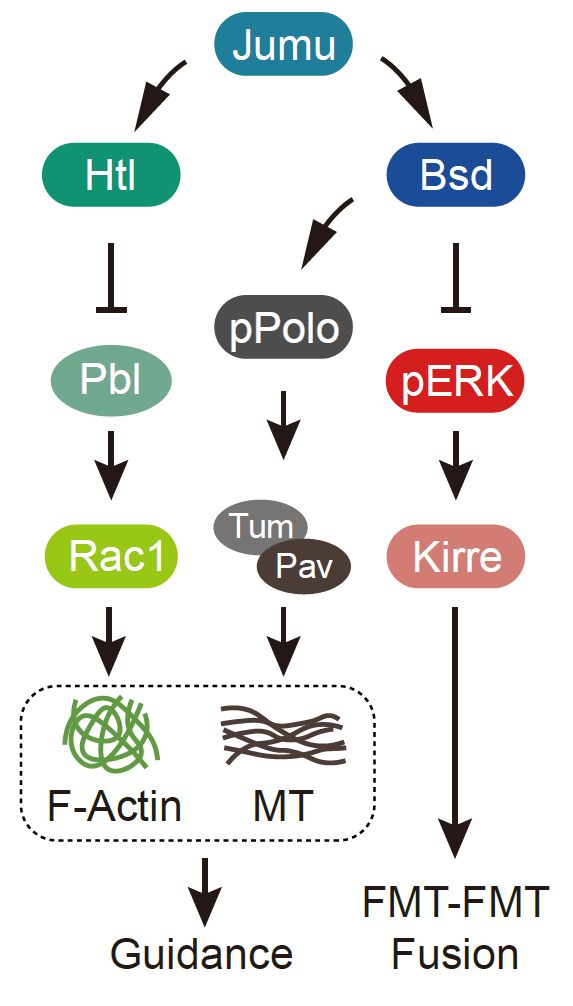 Jumu
Htl
Bsd
pPolo
Pbl
pERK
Tum
Rac1
Kirre
Pav
F-Actin
MT
FMT-FMT
Fusion
Guidance